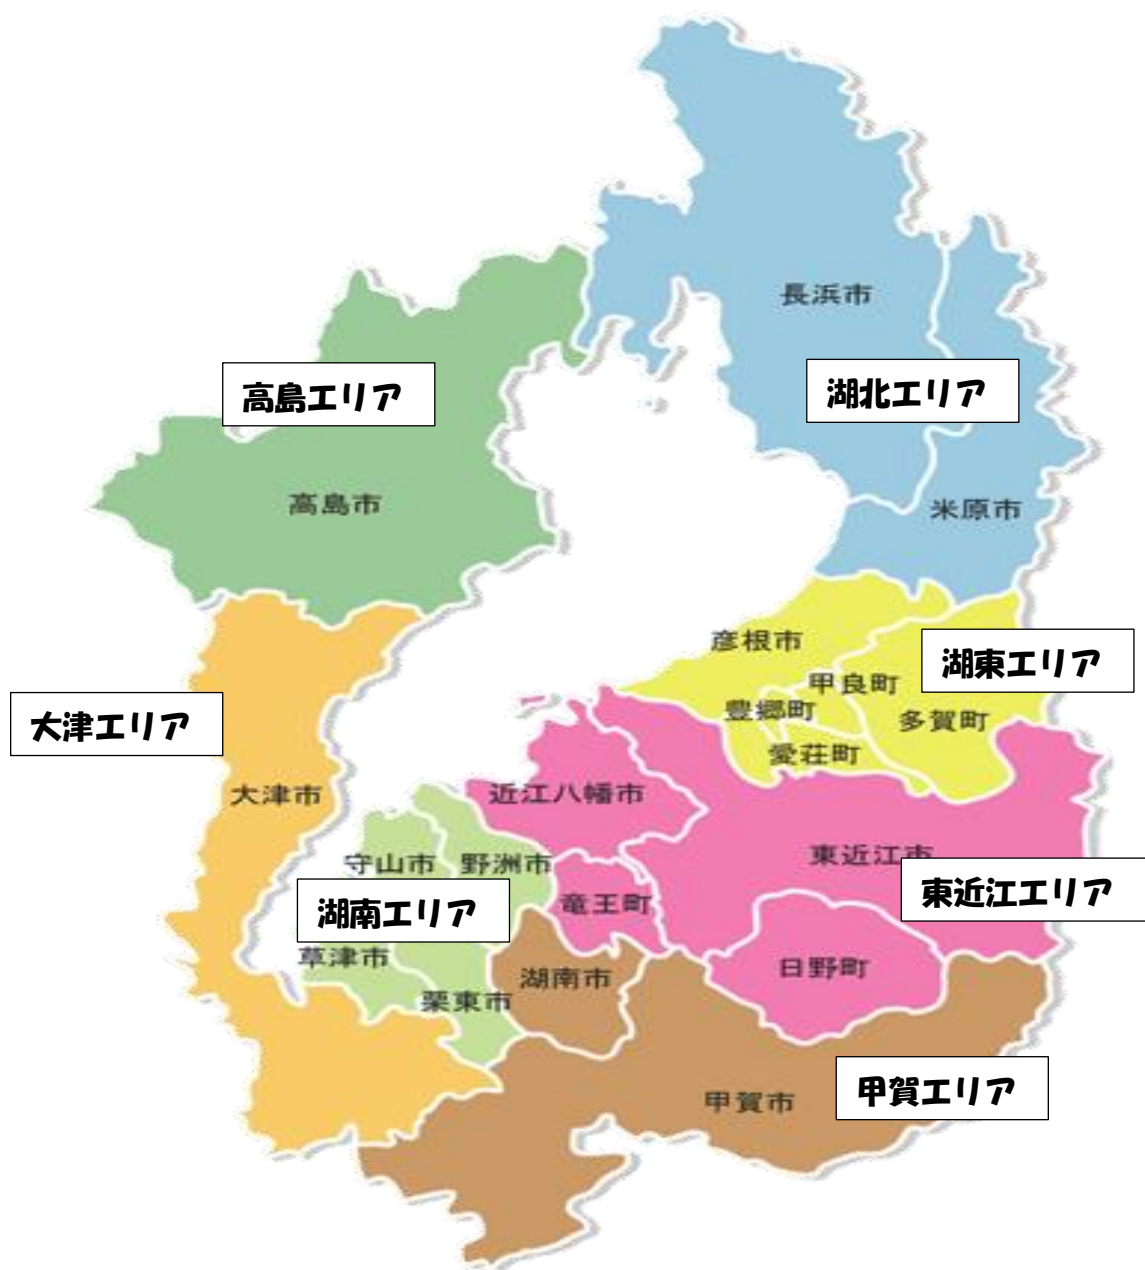 長浜市
高島エリア
湖北エリア
高島市
米原市
彦根市
湖東エリア
甲良町
豊郷町
多賀町
大津エリア
愛荘町
大津市
近江八幡市
守山市
野洲市
東近江市
東近江エリア
竜王町
湖南エリア
草津市
湖南市
日野町
栗東市
甲賀エリア
甲賀市